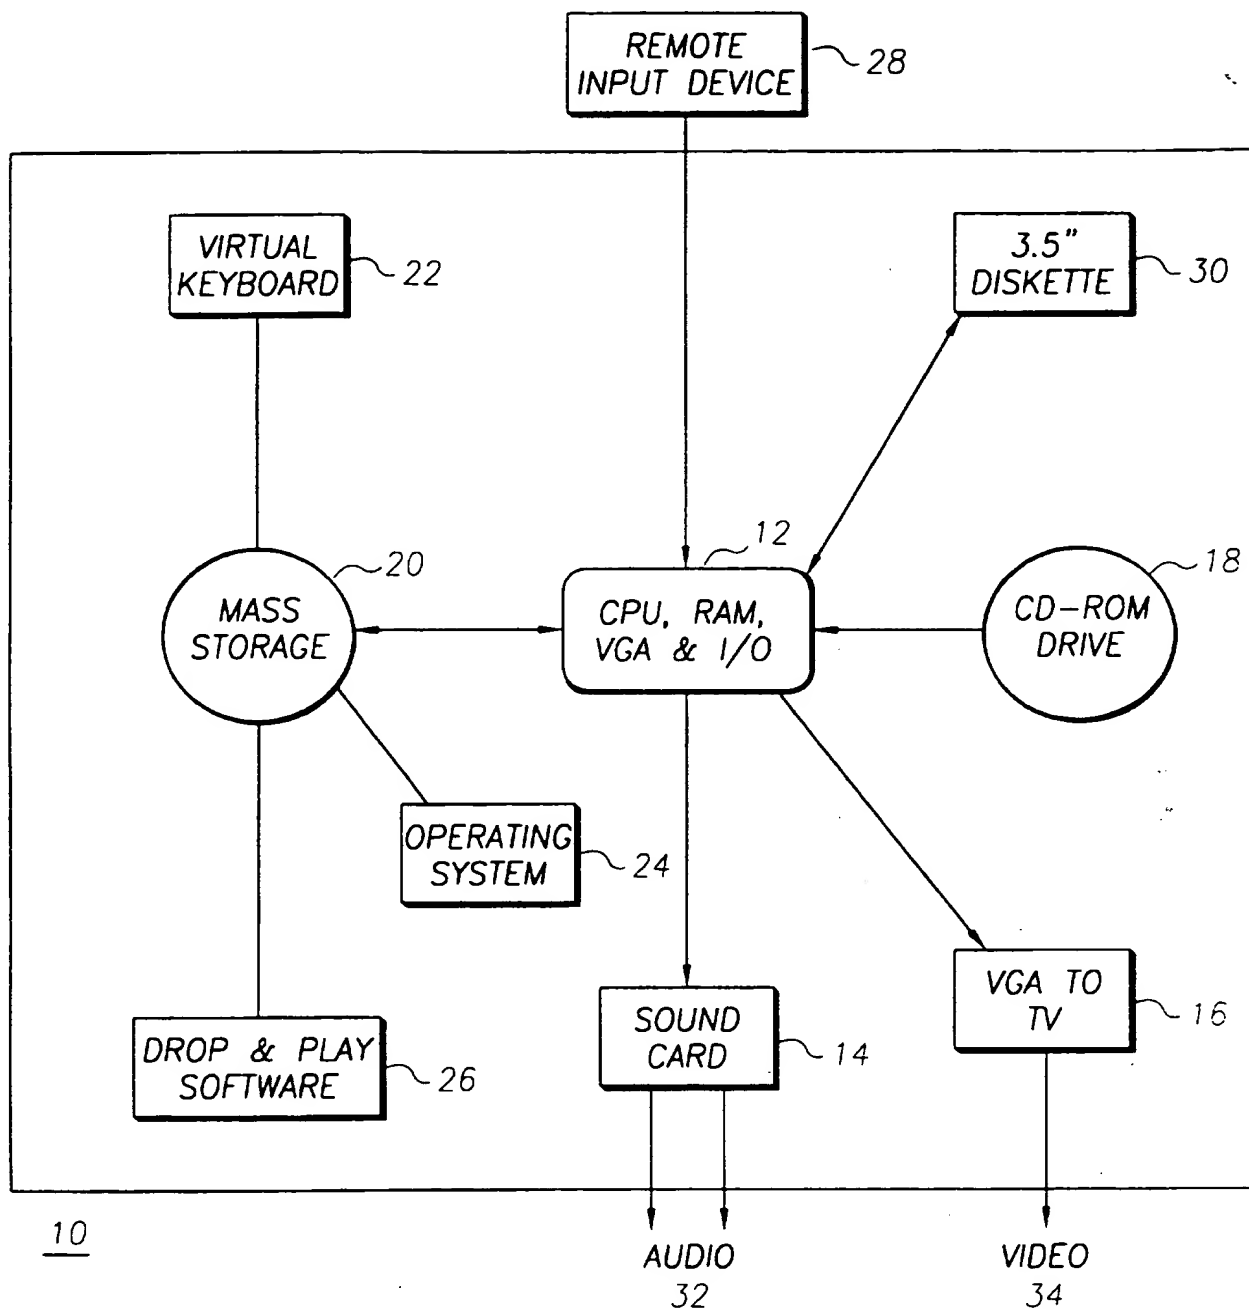 REMOTE
INPUT DEVICE
28
VIRTUAL
KEYBOARD
22
3.5"
DISKETTE
30
12
20
18
MASS
STORAGE
CPU, RAM,
VGA & I/O
CD-ROM
DRIVE
OPERATING
SYSTEM
24
VGA TO
TV
16
SOUND
CARD
14
DROP & PLAY
SOFTWARE
26
10
AUDIO
32
VIDEO
34